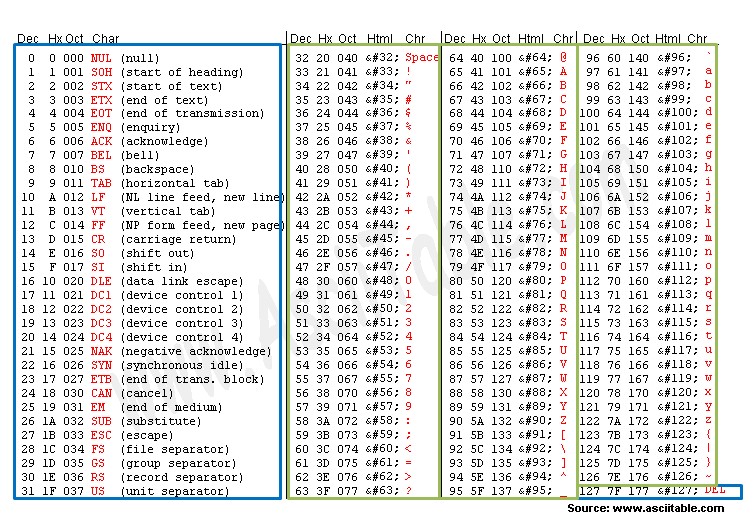 Dec Hx Oct Char Dec Hx Oct Html Chr Dec Hx Oct Html Chr Dec Hx Oct Html Chr
0 0 000 NUL (null) 32 20 040 &#32; Space 64 40 100 &#64; @ 96 60 140 &#96; `
1 1 001 SOH (start of heading) 33 21 041 &#33; ! 65 41 101 &#65; A 97 61 141 &#97; a
2 2 002 STX (start of text) 34 22 042 &#34; " 66 42 102 &#66; B 98 62 142 &#98; b
3 3 003 ETX (end of text) 35 23 043 &#35; # 67 43 103 &#67; C 99 63 143 &#99; c
4 4 004 EOT (end of transmission) 36 24 044 &#36; $ 68 44 104 &#68; D 100 64 144 &#100; d
5 5 005 ENQ (enquiry) 37 25 045 &#37; % 69 45 105 &#69; E 101 65 145 &#101; e
6 6 006 ACK (acknowledge) 38 26 046 &#38; & 70 46 106 &#70; F 102 66 146 &#102; f
7 7 007 BEL (bell) 39 27 047 &#39; ' 71 47 107 &#71; G 103 67 147 &#103; g
8 8 010 BS (backspace) 40 28 050 &#40; ( 72 48 110 &#72; H 104 68 150 &#104; h
9 9 011 TAB (horizontal tab) 41 29 051 &#41; ) 73 49 111 &#73; I 105 69 151 &#105; i
10 A 012 LF (NL line feed, new line) 42 2A 052 &#42; * 74 4A 112 &#74; J 106 6A 152 &#106; j
11 B 013 VT (vertical tab) 43 2B 053 &#43; + 75 4B 113 &#75; K 107 6B 153 &#107; k
12 C 014 FF (NP form feed, new page) 44 2C 054 &#44; , 76 4C 114 &#76; L 108 6C 154 &#108; l
13 D 015 CR (carriage return) 45 2D 055 &#45; - 77 4D 115 &#77; M 109 6D 155 &#109; m
14 E 016 SO (shift out) 46 2E 056 &#46; . 78 4E 116 &#78; N 110 6E 156 &#110; n
15 F 017 SI (shift in) 47 2F 057 &#47; / 79 4F 117 &#79; O 111 6F 157 &#111; o
16 10 020 DLE (data link escape) 48 30 060 &#48; 0 80 50 120 &#80; P 112 70 160 &#112; p
17 11 021 DC1 (device control 1) 49 31 061 &#49; 1 81 51 121 &#81; Q 113 71 161 &#113; q
18 12 022 DC2 (device control 2) 50 32 062 &#50; 2 82 52 122 &#82; R 114 72 162 &#114; r
19 13 023 DC3 (device control 3) 51 33 063 &#51; 3 83 53 123 &#83; S 115 73 163 &#115; s
20 14 024 DC4 (device control 4) 52 34 064 &#52; 4 84 54 124 &#84; T 116 74 164 &#116; t
21 15 025 NAK (negative acknowledge) 53 35 065 &#53; 5 85 55 125 &#85; U 117 75 165 &#117; u
22 16 026 SYN (synchronous idle) 54 36 066 &#54; 6 86 56 126 &#86; V 118 76 166 &#118; v
23 17 027 ETB (end of trans. block) 55 37 067 &#55; 7 87 57 127 &#87; W 119 77 167 &#119; w
24 18 030 CAN (cancel) 56 38 070 &#56; 8 88 58 130 &#88; X 120 78 170 &#120; x
25 19 031 EM (end of medium) 57 39 071 &#57; 9 89 59 131 &#89; Y 121 79 171 &#121; y
26 1A 032 SUB (substitute) 58 3A 072 &#58; : 90 5A 132 &#90; Z 122 7A 172 &#122; z
27 1B 033 ESC (escape) 59 3B 073 &#59; ; 91 5B 133 &#91; [ 123 7B 173 &#123; {
28 1C 034 FS (file separator) 60 3C 074 &#60; < 92 5C 134 &#92; \ 124 7C 174 &#124; |
29 1D 035 GS (group separator) 61 3D 075 &#61; = 93 5D 135 &#93; ] 125 7D 175 &#125; }
30 1E 036 RS (record separator) 62 3E 076 &#62; > 94 5E 136 &#94; ^ 126 7E 176 &#126; ~
31 1F 037 US (unit separator) 63 3F 077 &#63; ? 95 5F 137 &#95; _ 127 7F 177 &#127; DEL
Source: www.asciitable.com